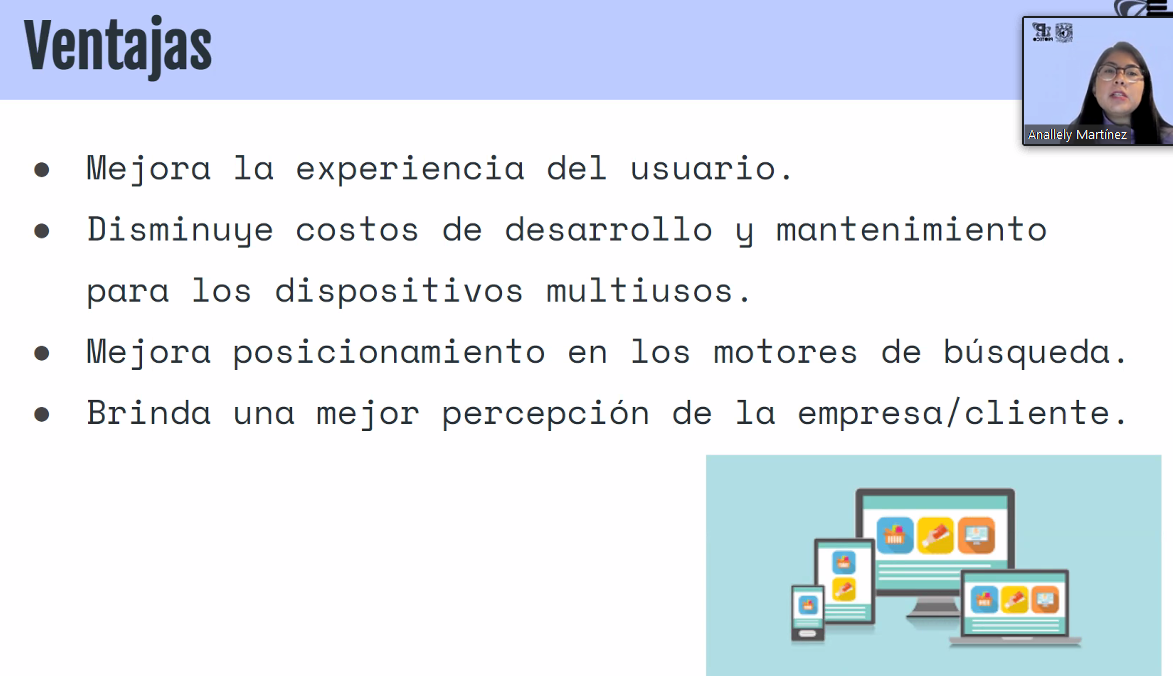 Ventajas
Anallely Martínez
● Mejora la experiencia del usuario.
● Disminuye costos de desarrollo y mantenimiento
para los dispositivos multiusos.
● Mejora posicionamiento en los motores de búsqueda.
● Brinda una mejor percepción de la empresa/cliente.